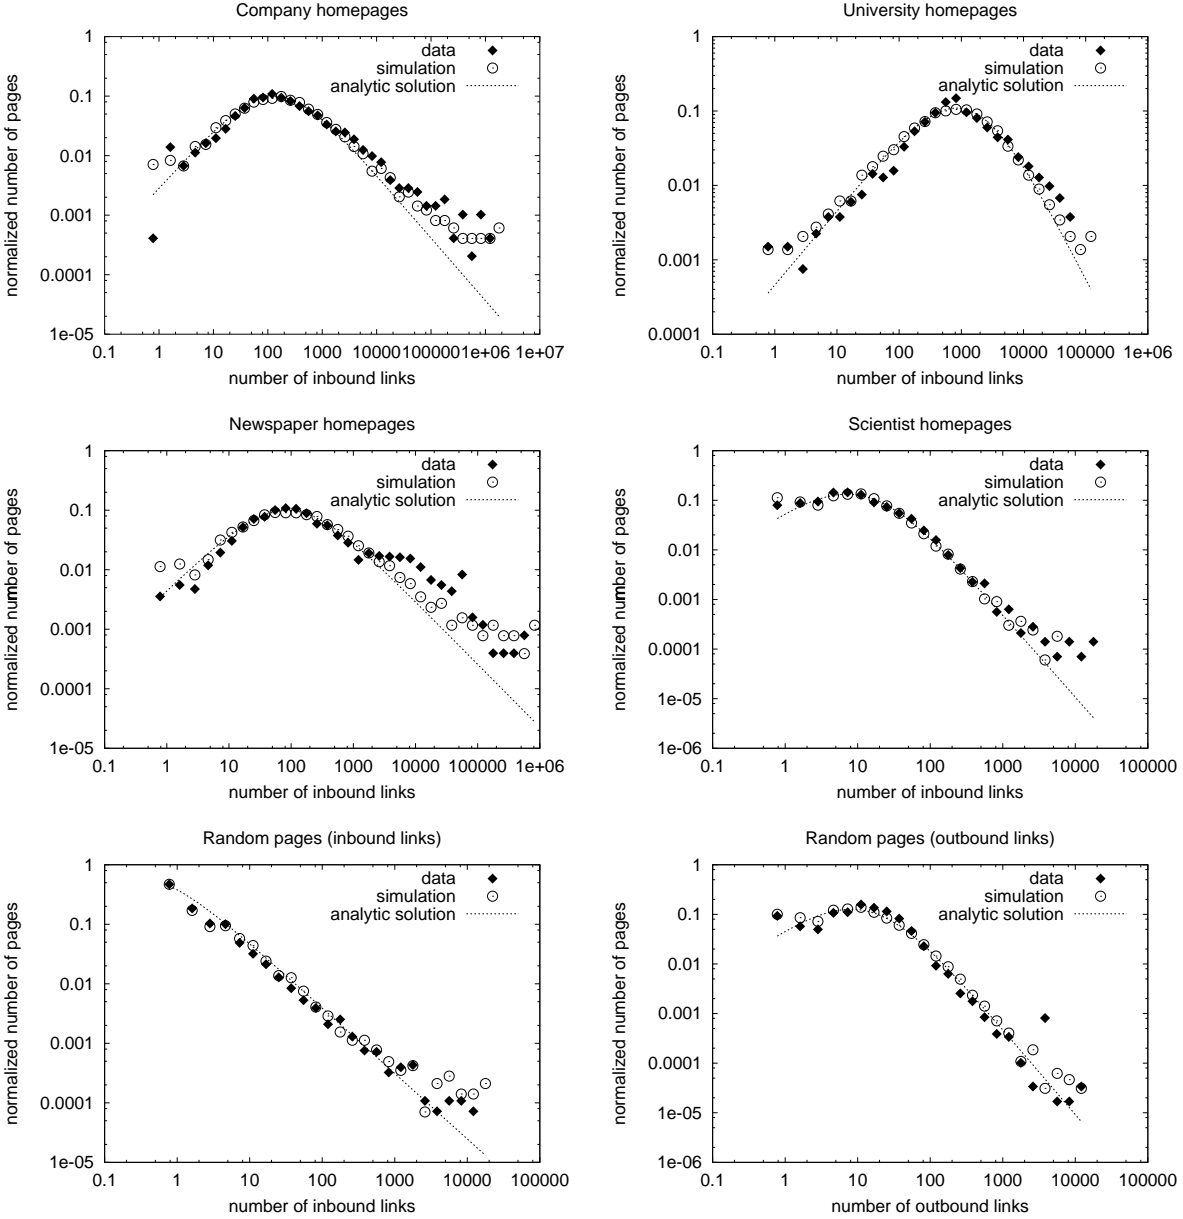 Company homepages
normalized number of pages
1
0.1
0.01
0.001
0.0001
1e-05
data
simulation
analytic solution
0.1 1 10 100 1000 10000 100000 1e+06 1e+07
number of inbound links
University homepages
normalized number of pages
1
0.1
0.01
0.001
0.0001
data
simulation
analytic solution
0.1 1 10 100 1000 10000 100000 1e+06
number of inbound links
Newspaper homepages
normalized number of pages
1
0.1
0.01
0.001
0.0001
1e-05
data
simulation
analytic solution
0.1 1 10 100 1000 10000 100000 1e+06
number of inbound links
Scientist homepages
normalized number of pages
1
0.1
0.01
0.001
0.0001
1e-05
1e-06
data
simulation
analytic solution
0.1 1 10 100 1000 10000 100000
number of inbound links
Random pages (inbound links)
normalized number of pages
1
0.1
0.01
0.001
0.0001
1e-05
data
simulation
analytic solution
0.1 1 10 100 1000 10000 100000
number of inbound links
Random pages (outbound links)
normalized number of pages
1
0.1
0.01
0.001
0.0001
1e-05
1e-06
data
simulation
analytic solution
0.1 1 10 100 1000 10000 100000
number of outbound links